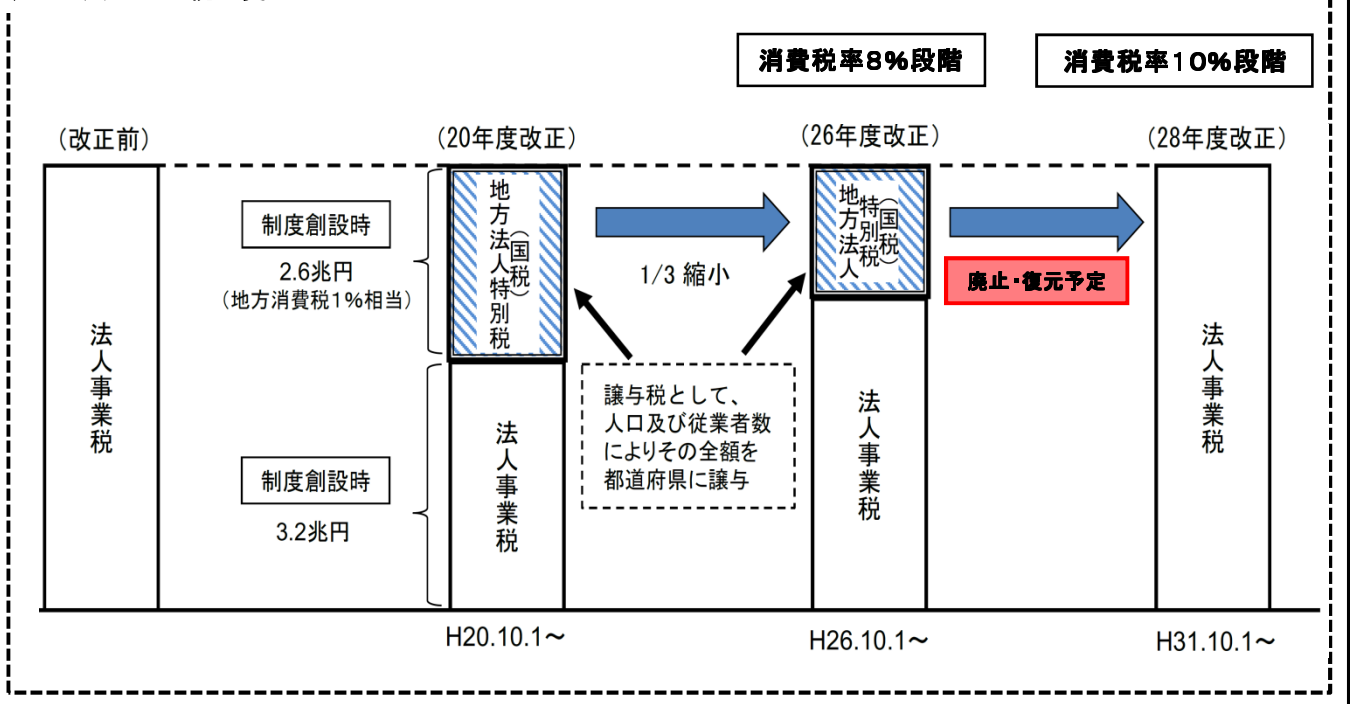 消費税率8%段階
消費税率10%段階
(改正前)
(20年度改正)
(26年度改正)
(28年度改正)
制度創設時
2.6兆円
(地方消費税1%相当)
地方法人特別税
(国税)
1/3 縮小
地方法人
特別税
(国税)
廃止・復元予定
譲与税として、
人口及び従業者数
によりその全額を
都道府県に譲与
法人事業税
制度創設時
3.2兆円
法人事業税
法人事業税
法人事業税
H20.10.1～
H26.10.1～
H31.10.1～